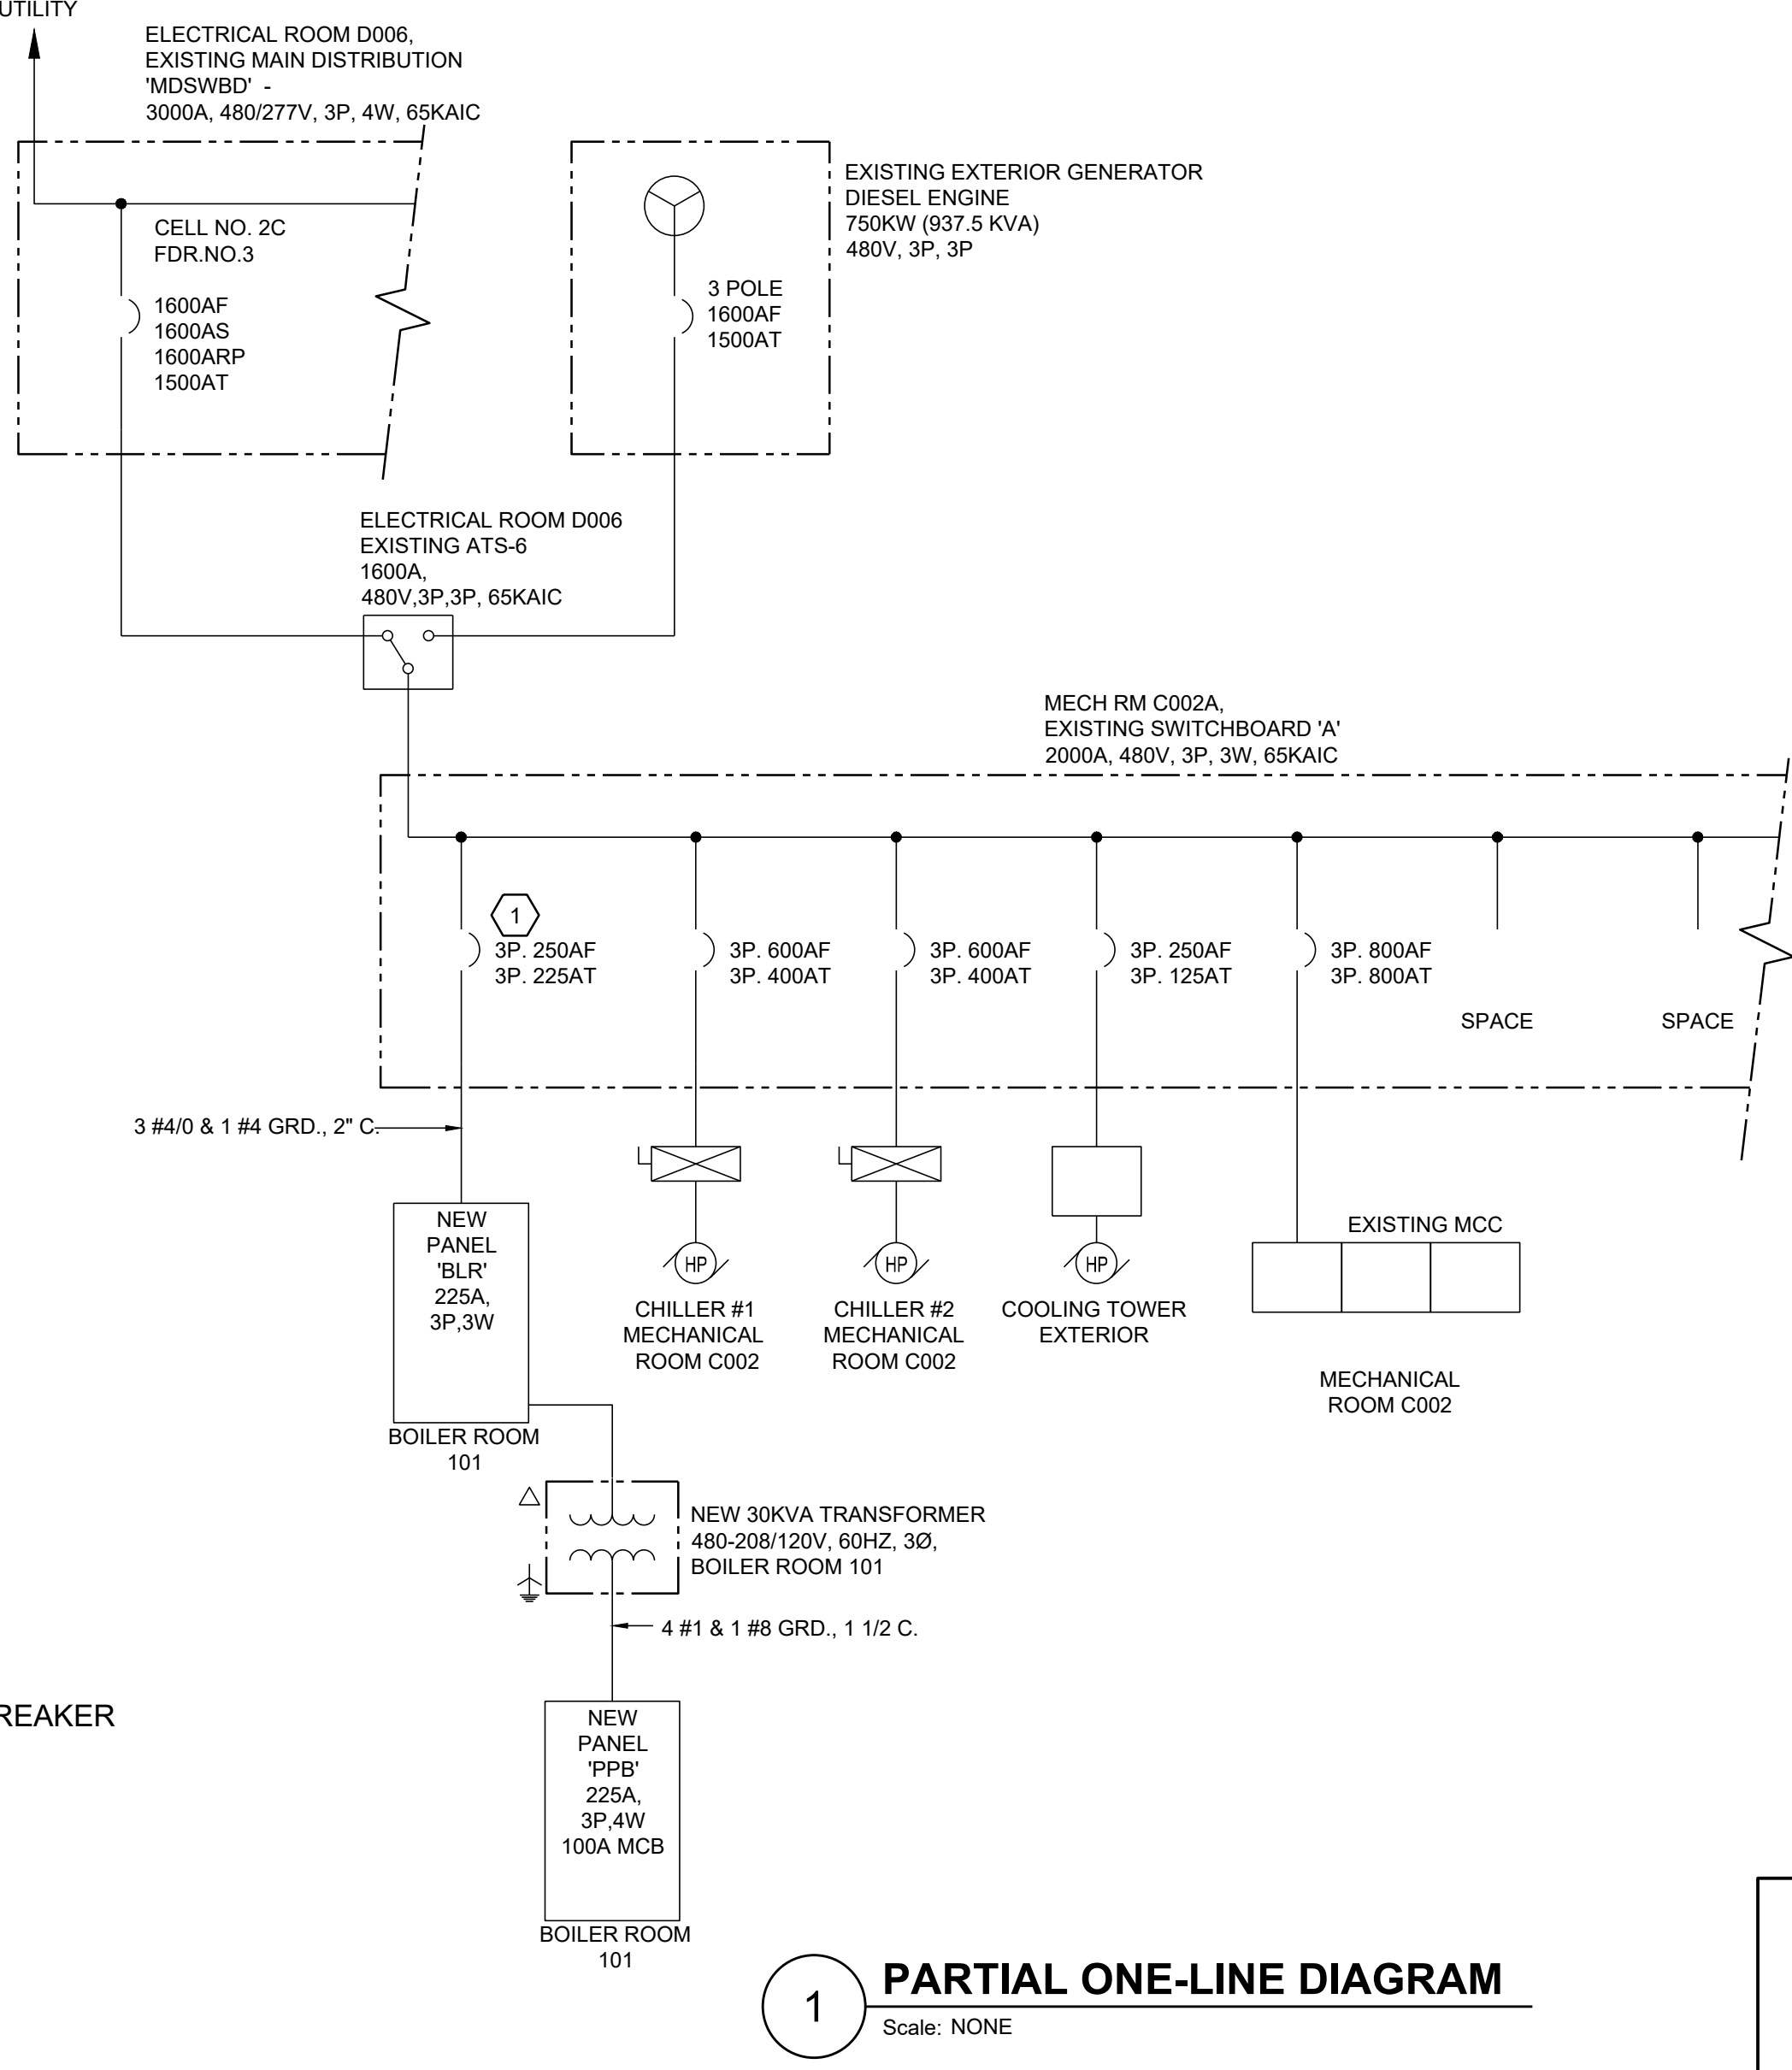 UTILITY
ELECTRICAL ROOM D006,
EXISTING MAIN DISTRIBUTION
'MDSWBD' -
3000A, 480/277V, 3P, 4W, 65KAIC
CELL NO. 2C
FDR.NO.3
1600AF
1600AS
1600ARP
1500AT
3 POLE
1600AF
1500AT
EXISTING EXTERIOR GENERATOR
DIESEL ENGINE
750KW (937.5 KVA)
480V, 3P, 3P
ELECTRICAL ROOM D006
EXISTING ATS-6
1600A,
480V,3P,3P, 65KAIC
MECH RM C002A,
EXISTING SWITCHBOARD 'A'
2000A, 480V, 3P, 3W, 65KAIC
1
3P. 250AF
3P. 225AT
3P. 600AF
3P. 400AT
3P. 600AF
3P. 400AT
3P. 250AF
3P. 125AT
3P. 800AF
3P. 800AT
SPACE
SPACE
3 #4/0 & 1 #4 GRD., 2" C.
NEW
PANEL
'BLR'
225A,
3P,3W
BOILER ROOM
101
HP
CHILLER #1
MECHANICAL
ROOM C002
HP
CHILLER #2
MECHANICAL
ROOM C002
HP
COOLING TOWER
EXTERIOR
EXISTING MCC
MECHANICAL
ROOM C002
NEW 30KVA TRANSFORMER
480-208/120V, 60HZ, 3Ø,
BOILER ROOM 101
4 #1 & 1 #8 GRD., 1 1/2 C.
REAKER
NEW
PANEL
'PPB'
225A,
3P,4W
100A MCB
BOILER ROOM
101
1
PARTIAL ONE-LINE DIAGRAM
Scale: NONE